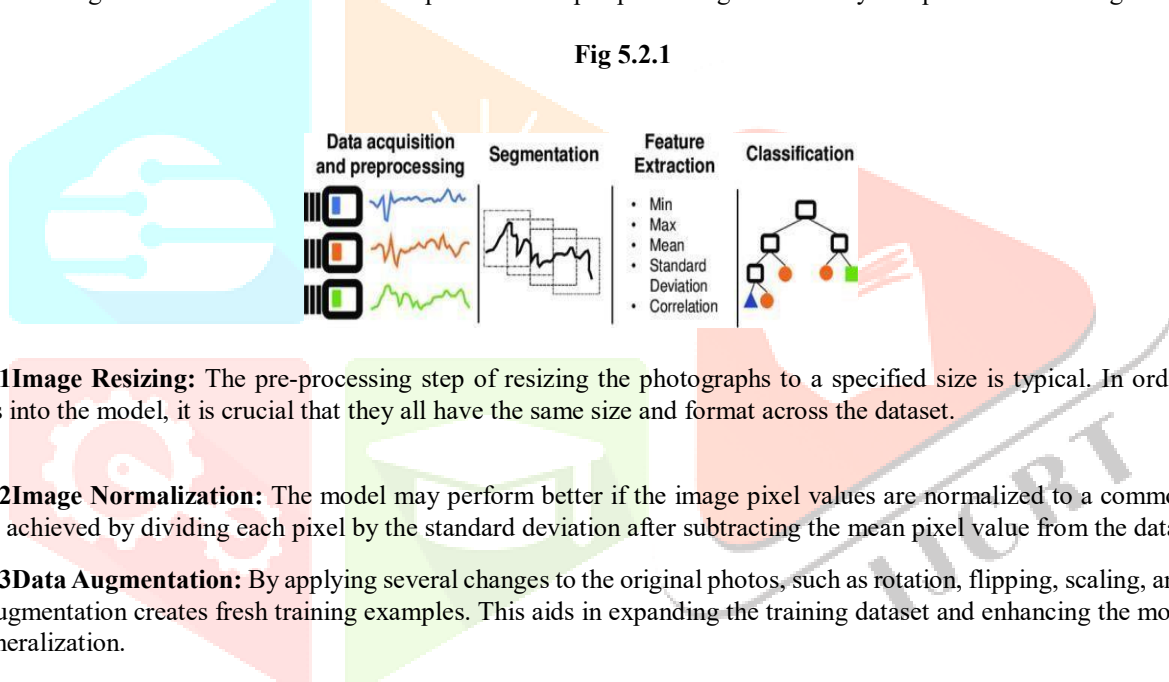 Fig 5.2.1
Data acquisition
and preprocessing
Segmentation
Feature
Extraction
Classification
• Min
• Max
• Mean
• Standard
Deviation
• Correlation
1Image Resizing: The pre-processing step of resizing the photographs to a specified size is typical. In ord
s into the model, it is crucial that they all have the same size and format across the dataset.
2Image Normalization: The model may perform better if the image pixel values are normalized to a comm
achieved by dividing each pixel by the standard deviation after subtracting the mean pixel value from the data
3Data Augmentation: By applying several changes to the original photos, such as rotation, flipping, scaling, an
ugmentation creates fresh training examples. This aids in expanding the training dataset and enhancing the mo
neralization.
IJCRT